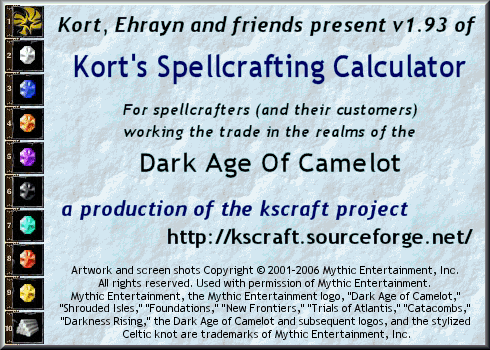 Kort, Ehrayn and friends present v1.93 of
Kort's Spellcrafting Calculator
For spellcrafters (and their customers)
working the trade in the realms of the
Dark Age Of Camelot
a production of the kscraft project
http://kscraft.sourceforge.net/
Artwork and screen shots Copyright © 2001-2006 Mythic Entertainment, Inc.
All rights reserved. Used with permission of Mythic Entertainment.
Mythic Entertainment, the Mythic Entertainment logo, "Dark Age of Camelot,"
"Shrouded Isles," "Foundations," "New Frontiers," "Trials of Atlantis," "Catacombs,"
"Darkness Rising," the Dark Age of Camelot and subsequent logos, and the stylized
Celtic knot are trademarks of Mythic Entertainment, Inc.
1
2
3
4
5
6
7
8
9
10